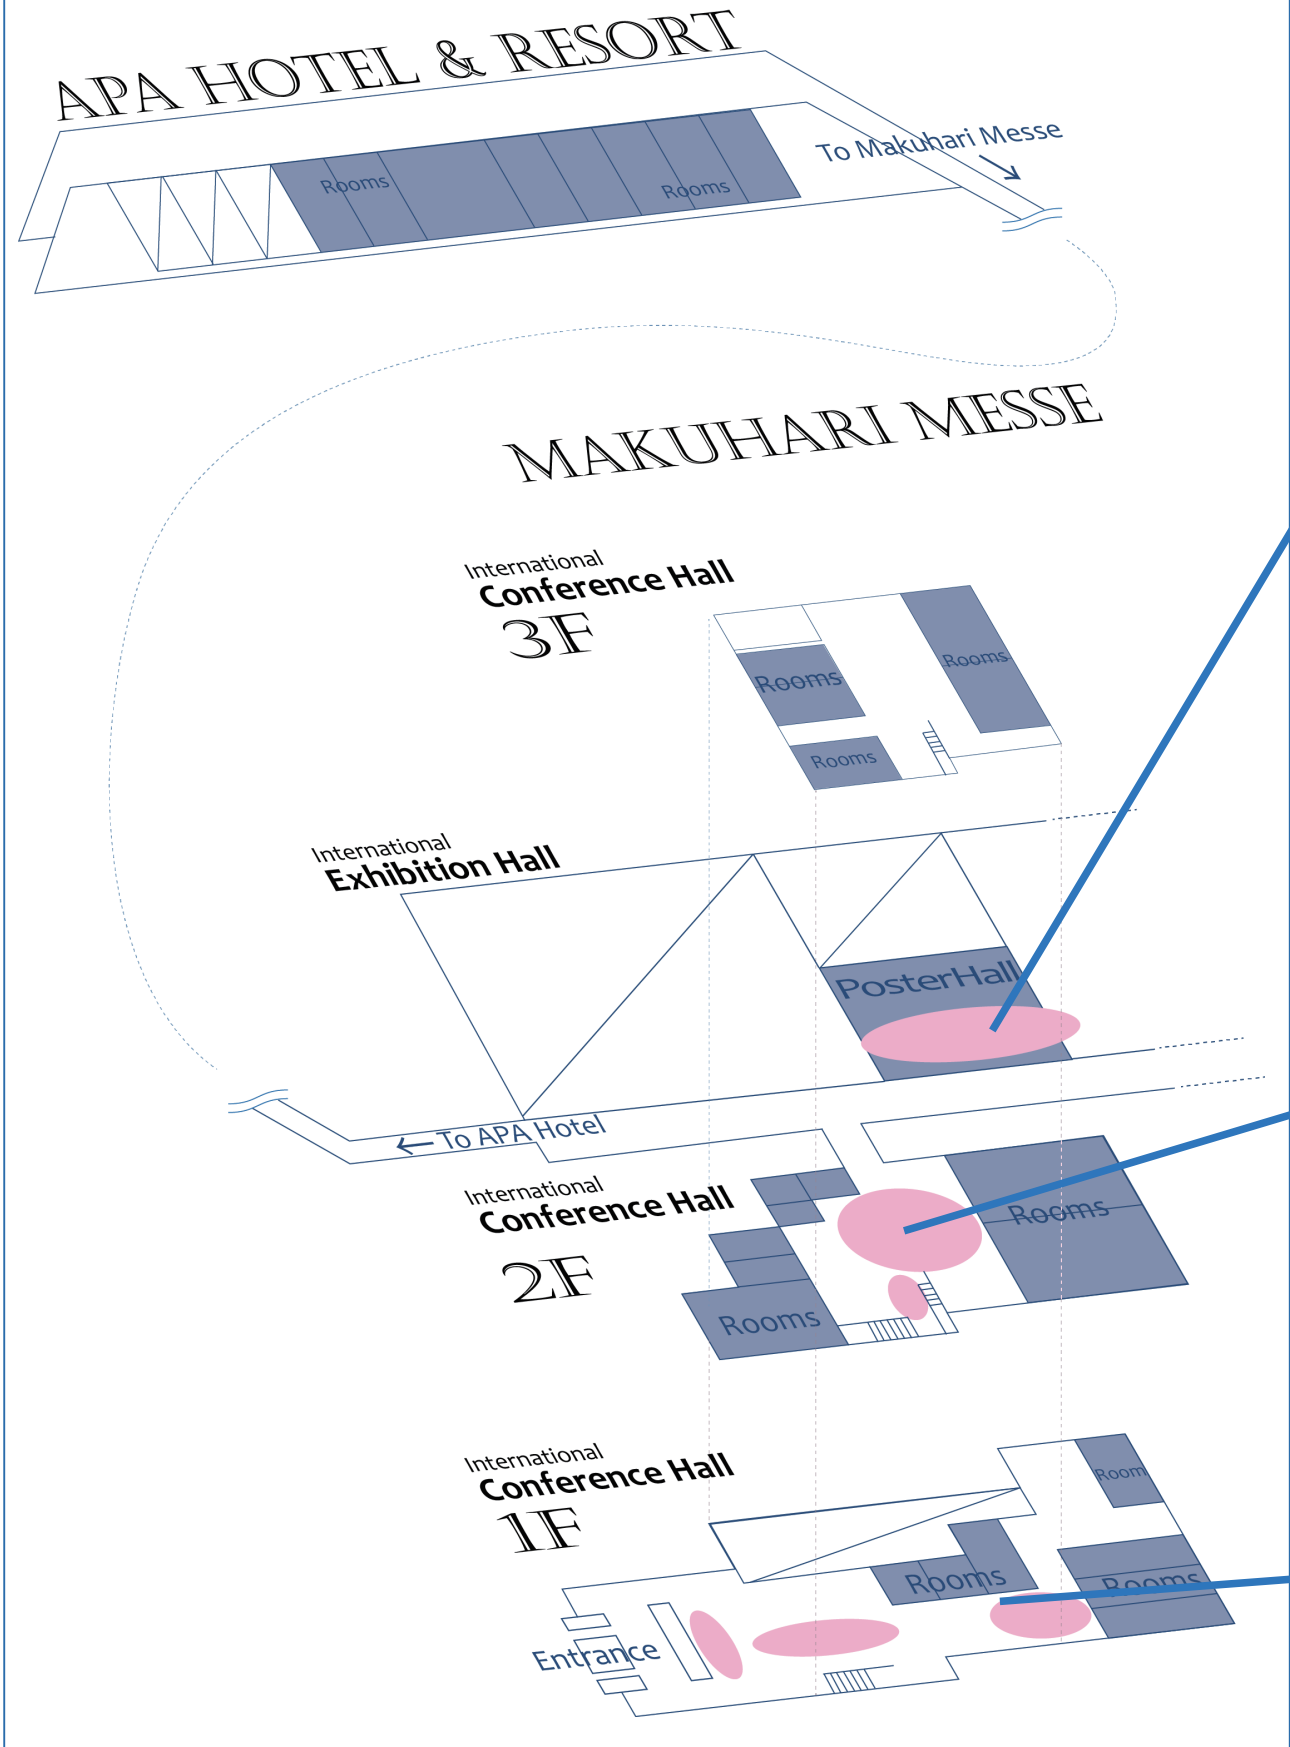 APA HOTEL & RESORT
To Makuhari Messe
Rooms
Rooms
MAKUHARI MESSE
International
Conference Hall
3F
Rooms
Rooms
Rooms
International
Exhibition Hall
PosterHall
To APA Hotel
International
Conference Hall
2F
Rooms
Rooms
International
Conference Hall
1F
Room
Rooms
Rooms
Entrance